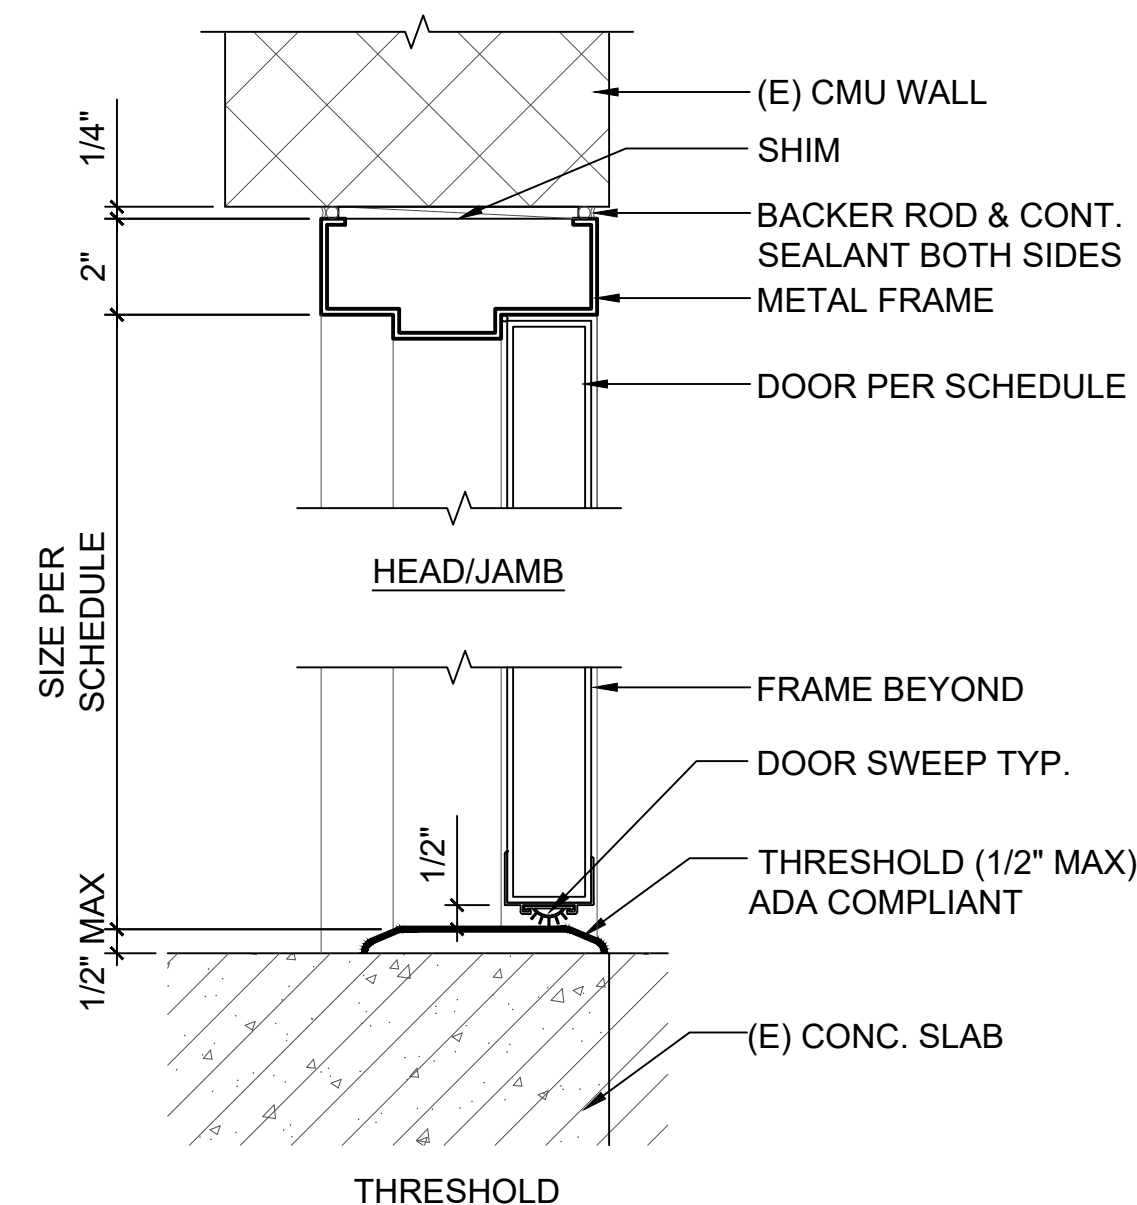 (E) CMU WALL
SHIM
BACKER ROD & CONT.
SEALANT BOTH SIDES
METAL FRAME
DOOR PER SCHEDULE
1/4"
2"
SIZE PER
SCHEDULE
HEAD/JAMB
FRAME BEYOND
DOOR SWEEP TYP.
1/2"
THRESHOLD (1/2" MAX)
ADA COMPLIANT
1/2" MAX
(E) CONC. SLAB
THRESHOLD